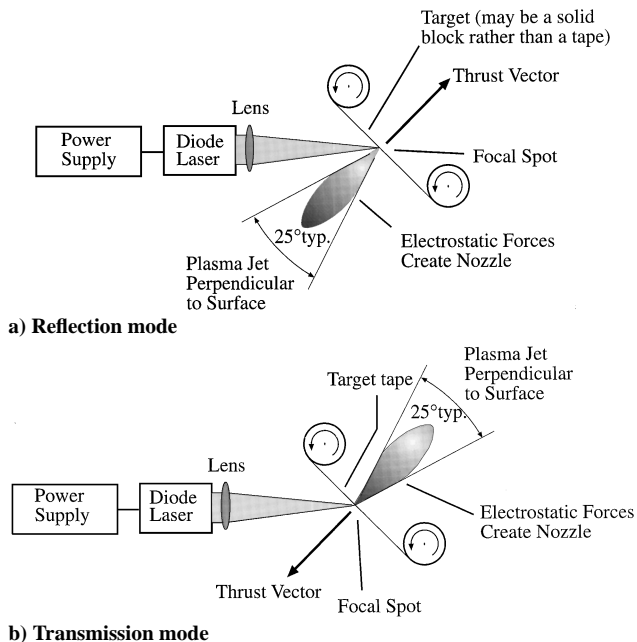 Target (may be a solid
block rather than a tape)
Thrust Vector
Lens
Power
Supply
Diode
Laser
Focal Spot
25°typ.
Electrostatic Forces
Create Nozzle
Plasma Jet
Perpendicular
to Surface
a) Reflection mode
Plasma Jet
Perpendicular
to Surface
Target tape
25°typ.
Lens
Power
Supply
Diode
Laser
Electrostatic Forces
Create Nozzle
Thrust Vector
Focal Spot
b) Transmission mode